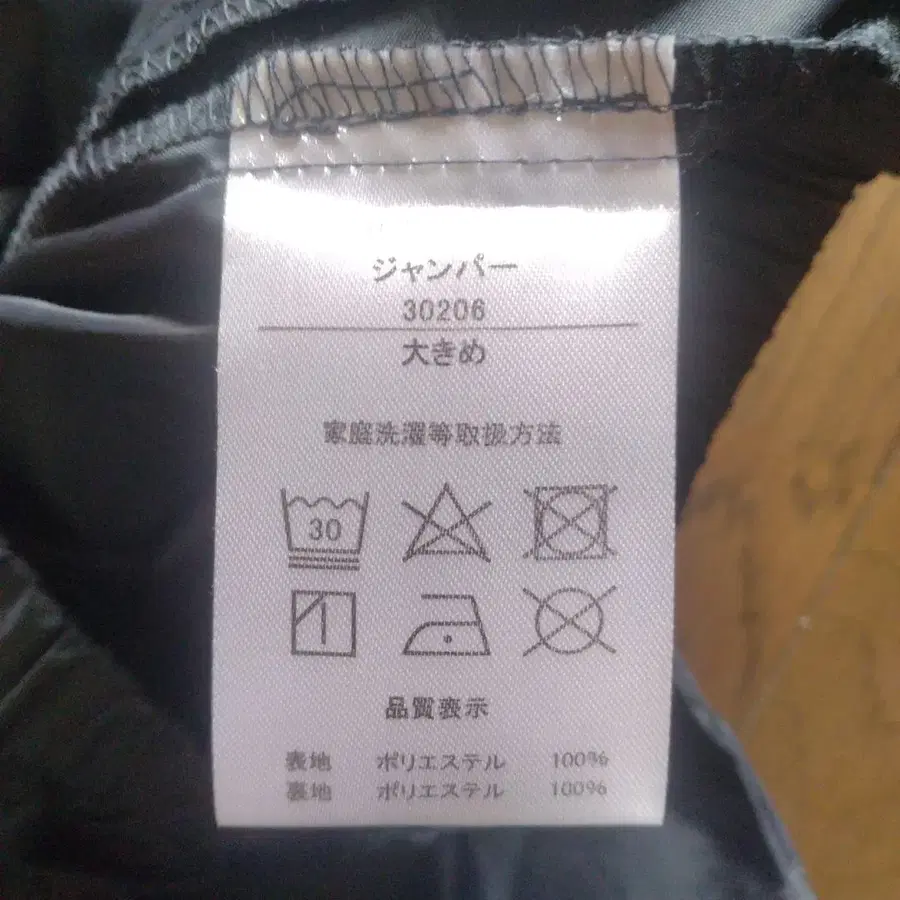 ジャンパー
30206
大きめ
家庭洗濯等取扱方法
30
品質表示
表地 ポリエステル 100%
裏地 ポリエステル 100%